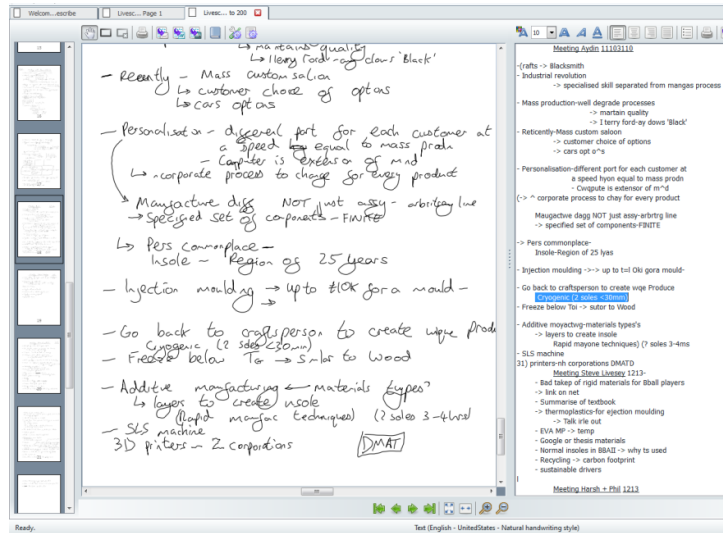 Welcom...escribe
Livesc... Page 1
Livesc... to 200
10
↳ maintains quality
↳ Henry Ford - any colour 'Black'
- Recently - Mass customsation
↳ customer choice of options
↳ cars options
- Personalisation - different part for each customer at
a speed equal to mass prodn
- Computer is extension of mind
↳ incorporate process to change for every product
Manufacture diff NOT just assy - arbitrary line
→ Specified set of components - FINITE
↳ Pers commonplace -
Insole - Region of 25 years
- Injection moulding → up to £10K for a mould -
→
- Go back to craftsperson to create unique produ
Cryogenic (2 soles <30min)
- Freeze below Tg → Similar to Wood
- Additive manufacturing ← materials types?
↳ layers to create insole
(Rapid manufac techniques) (2 soles 3-4hrs)
- SLS machine
3D printers - Z corporations
DMAT
Meeting Aydin 11103110
-(rafts -> Blacksmith
- Industrial revolution
-> specialised skill separated from mangas process
- Mass production-well degrade processes
-> martain quality
-> I terry ford-ay dows 'Black'
- Reticently-Mass custom saloon
-> customer choice of options
-> cars opt o^s
- Personalisation-different port for each customer at
a speed hyon equal to mass prodn
- Cwqpute is extensor of m^d
(-> ^ corporate process to chay for every product
Maugactwe dagg NOT just assy-arbrtrg line
-> specified set of components-FINITE
-> Pers commonplace-
Insole-Region of 25 lyas
- Injection moulding >-> up to t=l Oki gora mould-
- Go back to craftsperson to create wqe Produce
Cryogenic (2 soles <30mm)
- Freeze below Toi -> sutor to Wood
- Additive moyactwyg-materials types's
-> layers to create insole
Rapid mayone techniques) (? soles 3-4ms
- SLS machine
31) printers-nh corporations DMATD
Meeting Steve Livesey 1213-
- Bad takep of rigid materials for Bball players
-> link on net
- Summarise of textbook
-> thermoplastics-for ejection moulding
-> Talk irle out
- EVA MP -> temp
- Google or thesis materials
- Normal insoles in BBAII -> why ts used
- Recycling -> carbon footprint
- sustainable drivers
Meeting Harsh + Phil 1213
Ready.
Text (English - UnitedStates - Natural handwriting style)